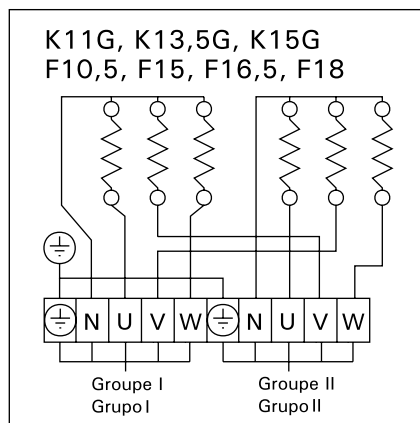 K11G, K13,5G, K15G
F10,5, F15, F16,5, F18
N U V W N U V W
Groupe I Groupe II
Grupo I Grupo II